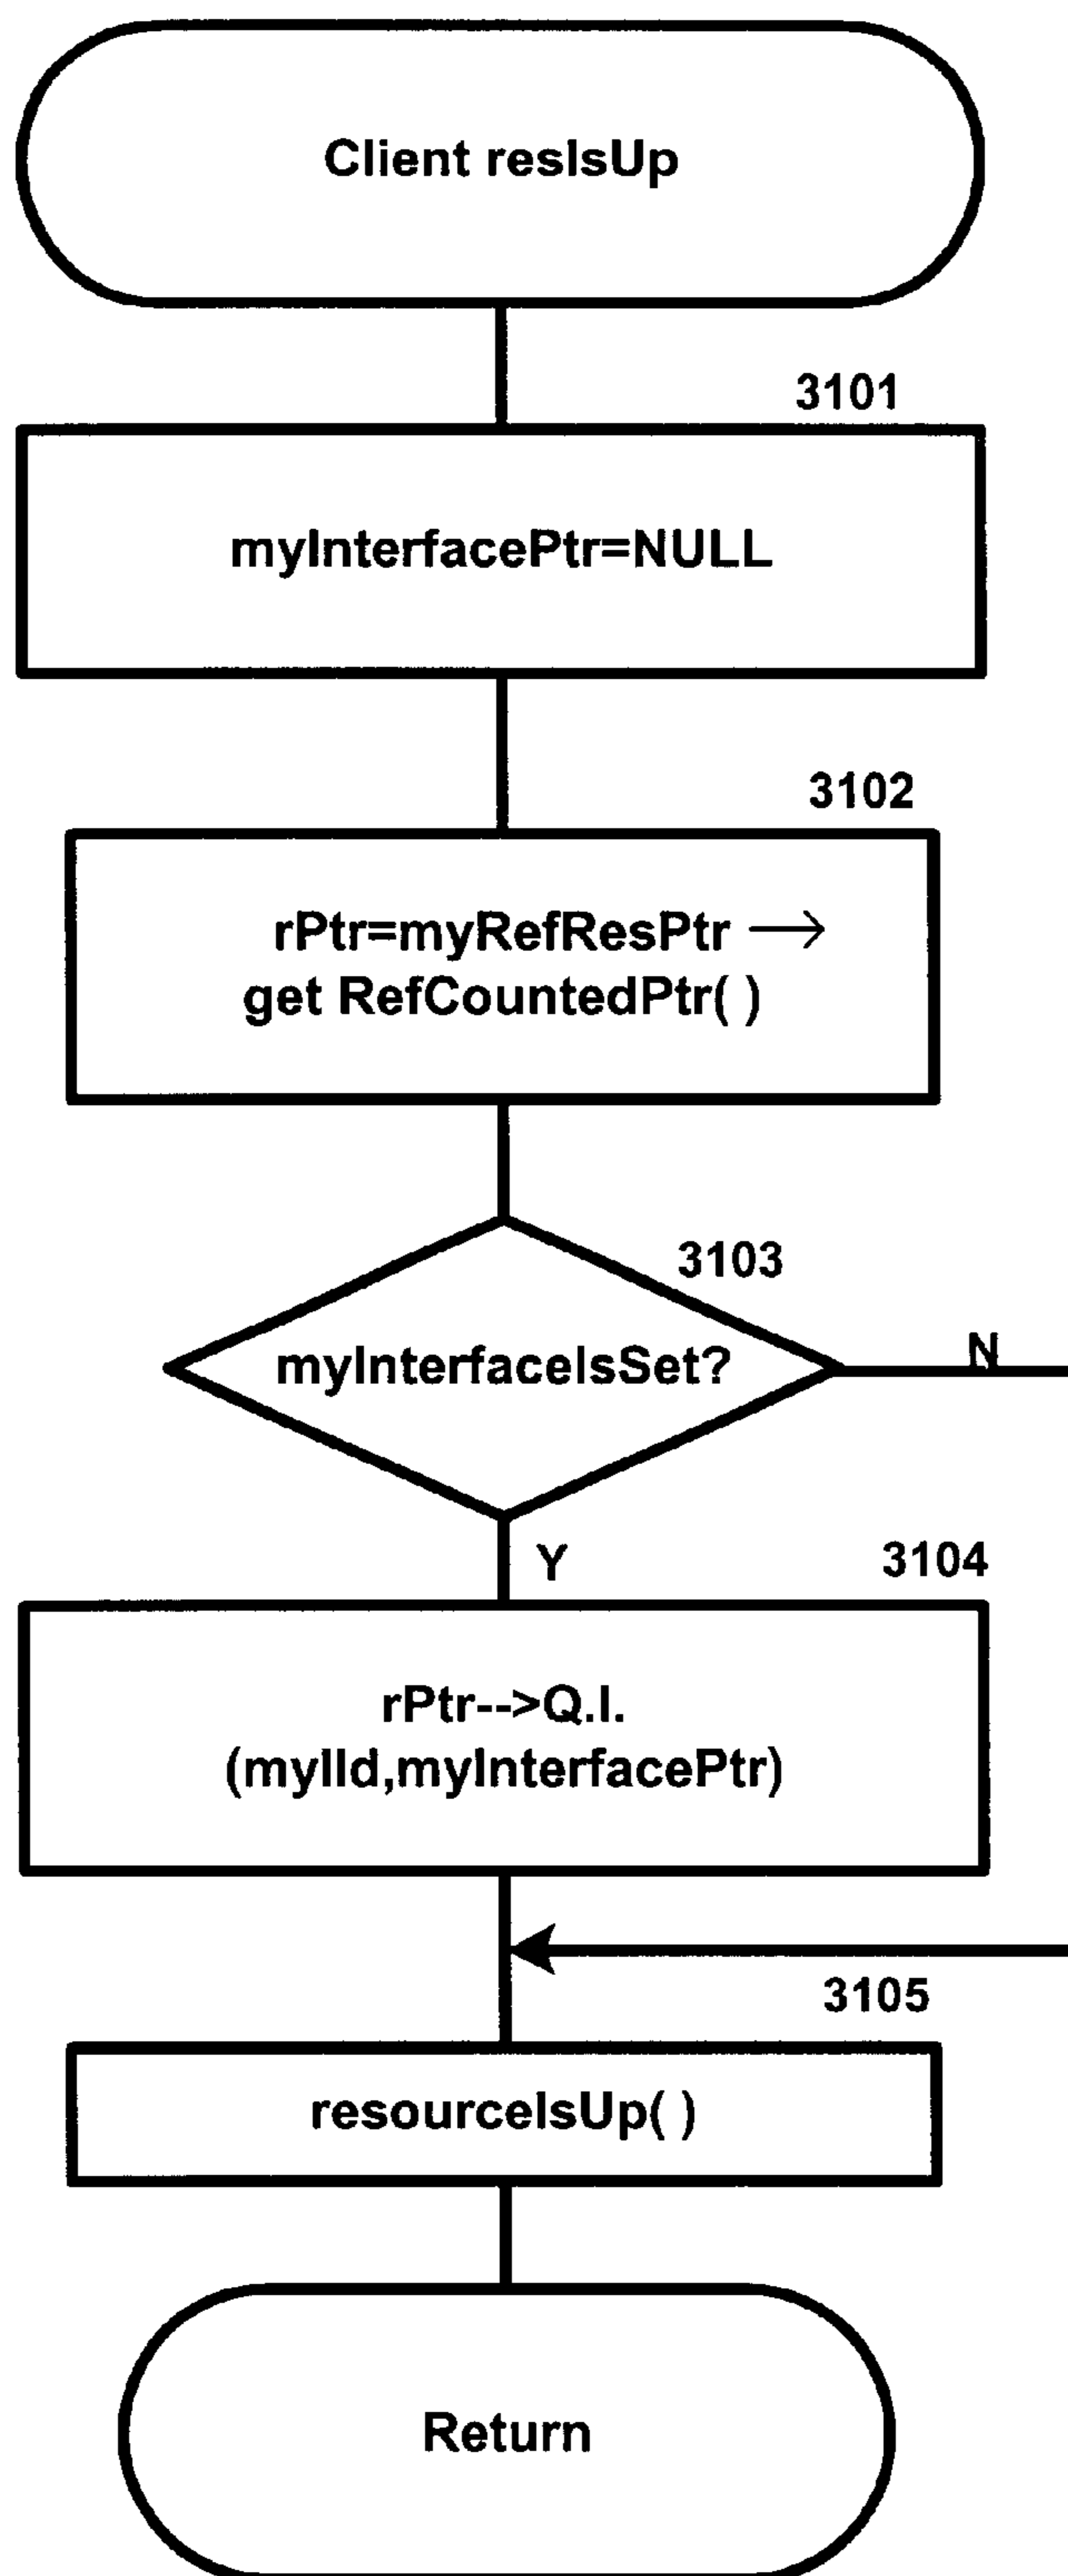 Client resIsUp
3101
myInterfacePtr=NULL
3102
rPtr=myRefResPtr →
get RefCountedPtr( )
3103
myInterfaceIsSet?
N
Y
3104
rPtr-->Q.I.
(myIId,myInterfacePtr)
3105
resourceIsUp( )
Return